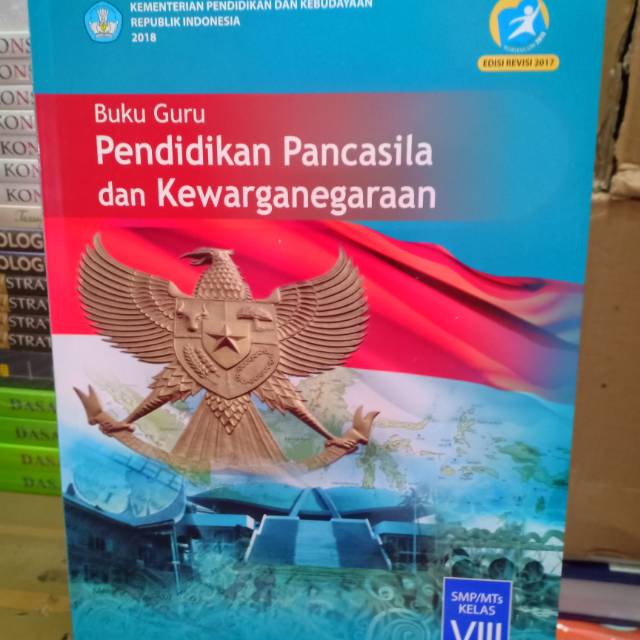 KEMENTERIAN PENDIDIKAN DAN KEBUDAYAAN
REPUBLIK INDONESIA
2018
EDISI REVISI 2017
Buku Guru
Pendidikan Pancasila
dan Kewarganegaraan
SMP/MTs
KELAS
VIII